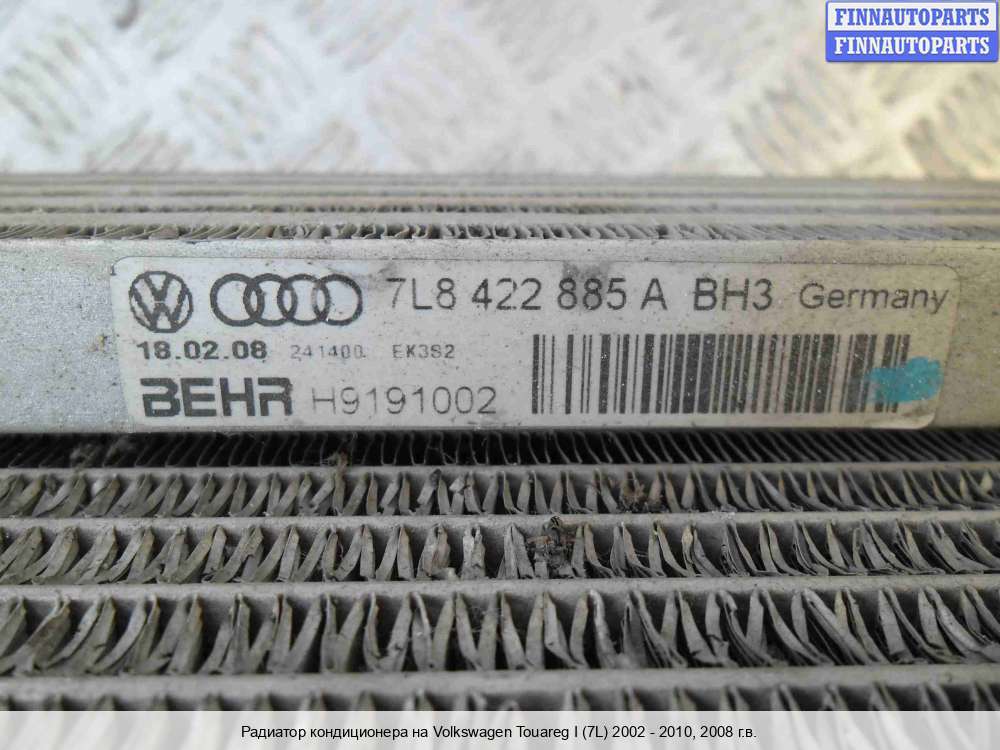 FINNAUTOPARTS
FINNAUTOPARTS
7L8 422 885 A BH3 Germany
18.02.08 241400 EK3S2
BEHR H9191002
Радиатор кондиционера на Volkswagen Touareg I (7L) 2002 - 2010, 2008 г.в.